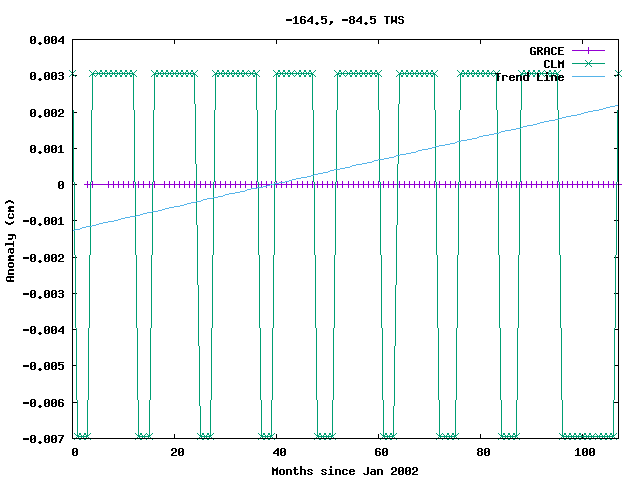 -164.5, -84.5 TWS
0.004
0.003
0.002
0.001
0
-0.001
-0.002
-0.003
-0.004
-0.005
-0.006
-0.007
Anomaly (cm)
GRACE
CLM
Trend Line
0 20 40 60 80 100
Months since Jan 2002